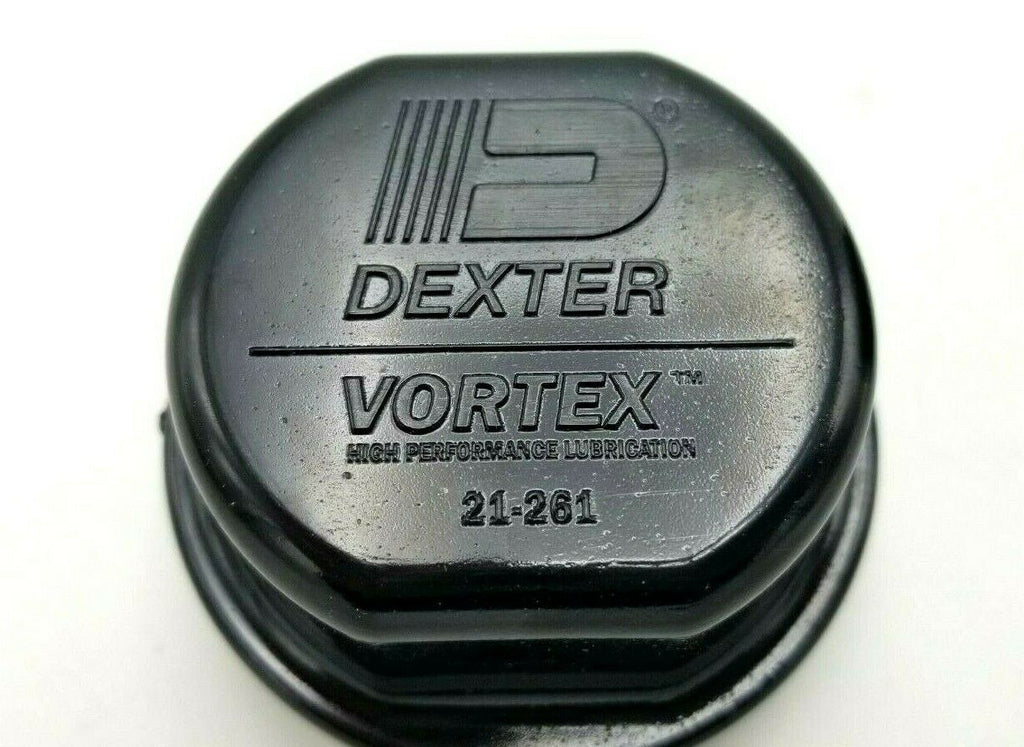 ®
DEXTER
VORTEX™
HIGH PERFORMANCE LUBRICATION
21-261